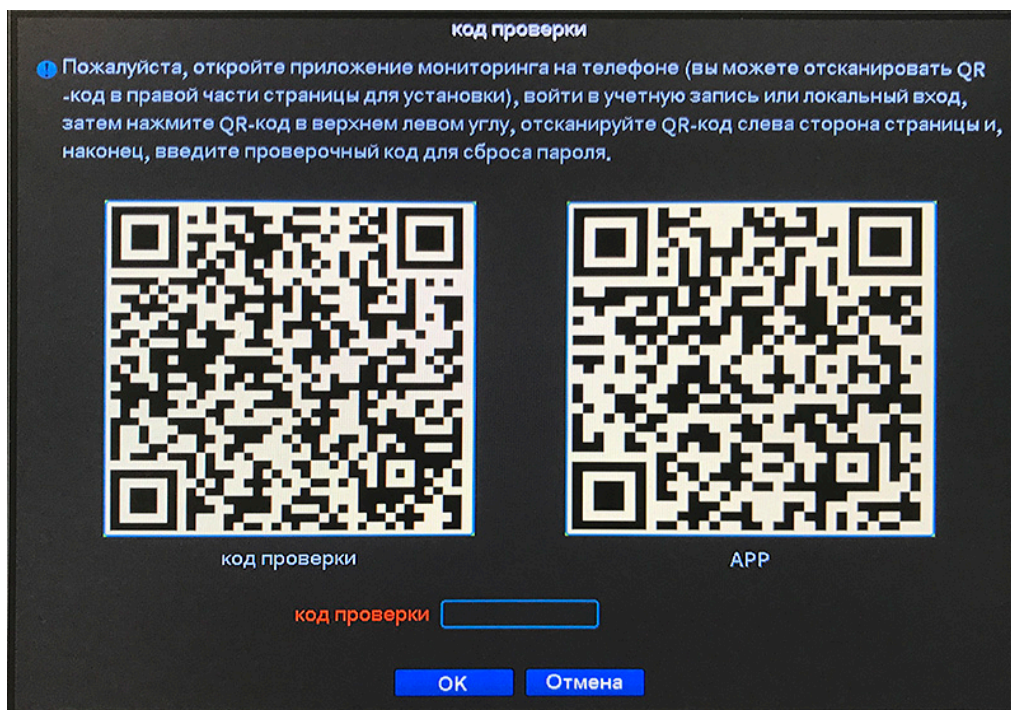 код проверки
Пожалуйста, откройте приложение мониторинга на телефоне (вы можете отсканировать QR
-код в правой части страницы для установки), войти в учетную запись или локальный вход,
затем нажмите QR-код в верхнем левом углу, отсканируйте QR-код слева сторона страницы и,
наконец, введите проверочный код для сброса пароля.
код проверки
APP
код проверки
OK
Отмена